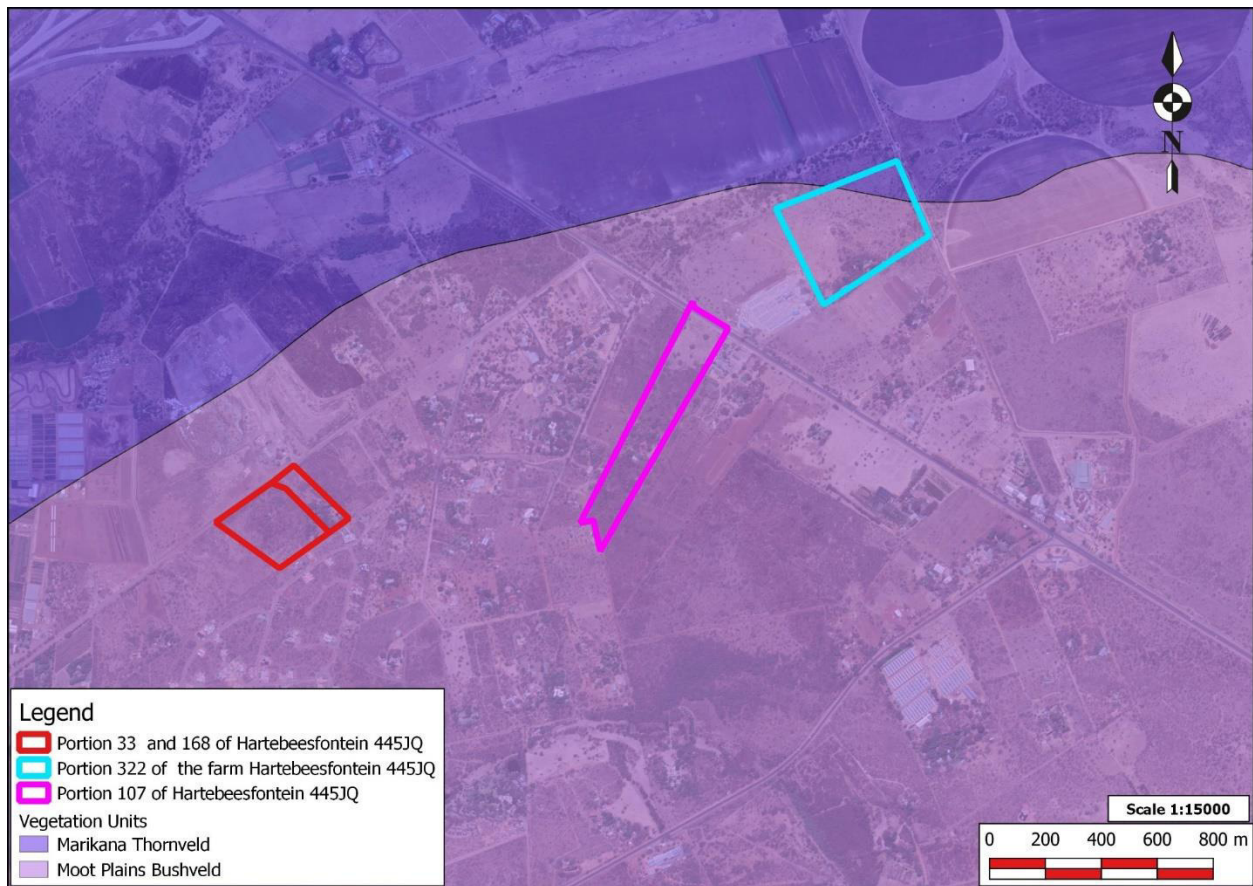 N
Legend
Portion 33 and 168 of Hartebeesfontein 445JQ
Portion 322 of the farm Hartebeesfontein 445JQ
Portion 107 of Hartebeesfontein 445JQ
Vegetation Units
Marikana Thornveld
Moot Plains Bushveld
Scale 1:15000
0 200 400 600 800 m